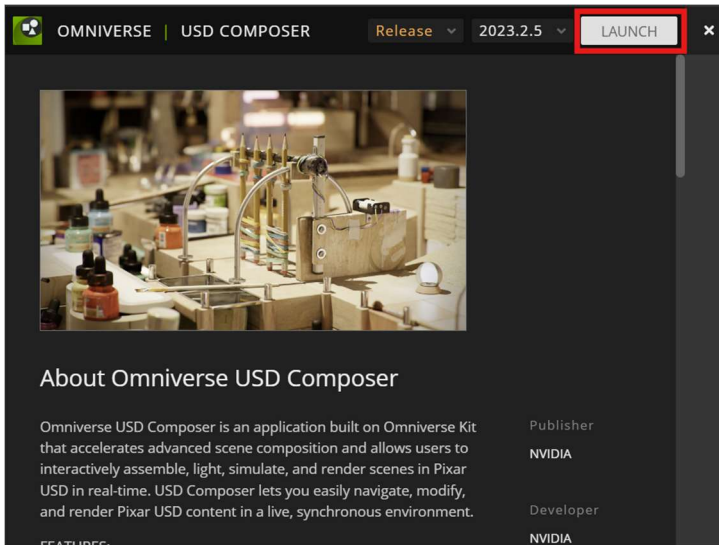 OMNIVERSE | USD COMPOSER Release 2023.2.5 LAUNCH ×
About Omniverse USD Composer
Omniverse USD Composer is an application built on Omniverse Kit
that accelerates advanced scene composition and allows users to
interactively assemble, light, simulate, and render scenes in Pixar
USD in real-time. USD Composer lets you easily navigate, modify,
and render Pixar USD content in a live, synchronous environment.
FEATURES:
Publisher
NVIDIA
Developer
NVIDIA